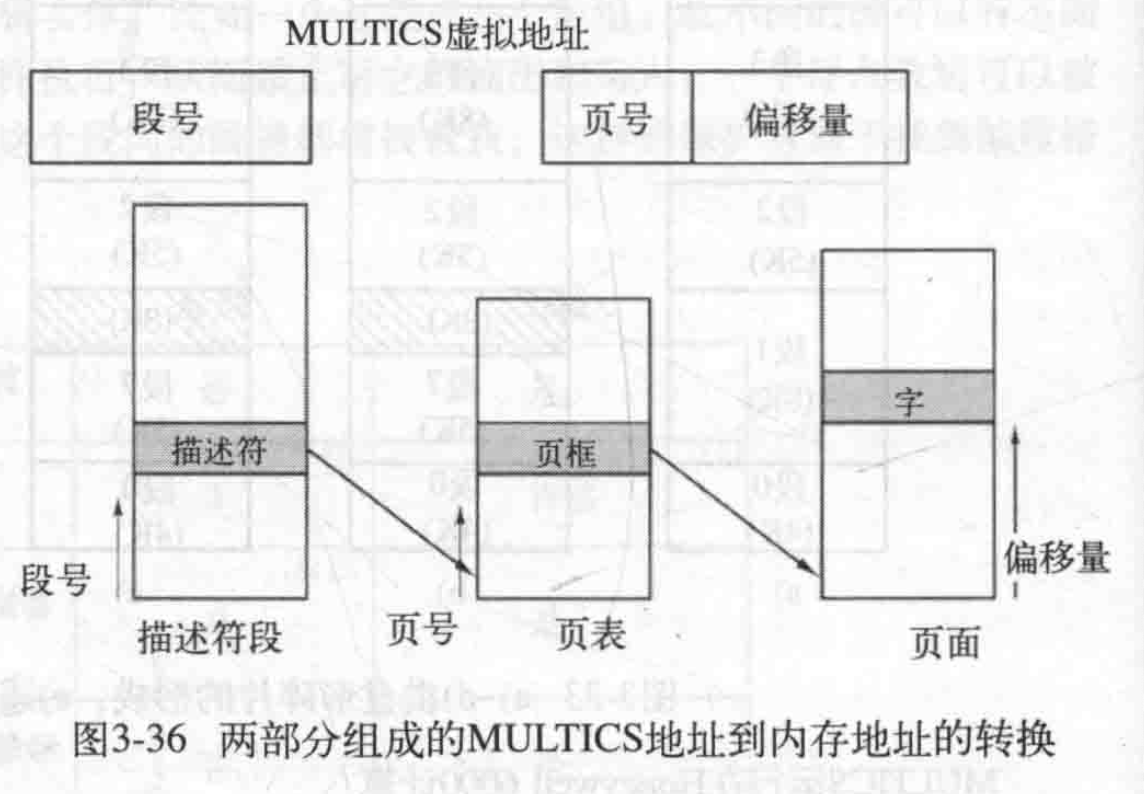 MULTICS虚拟地址
段号
页号 偏移量
字
描述符 页框
偏移量
段号
页号
描述符段 页表 页面
图3-36 两部分组成的MULTICS地址到内存地址的转换